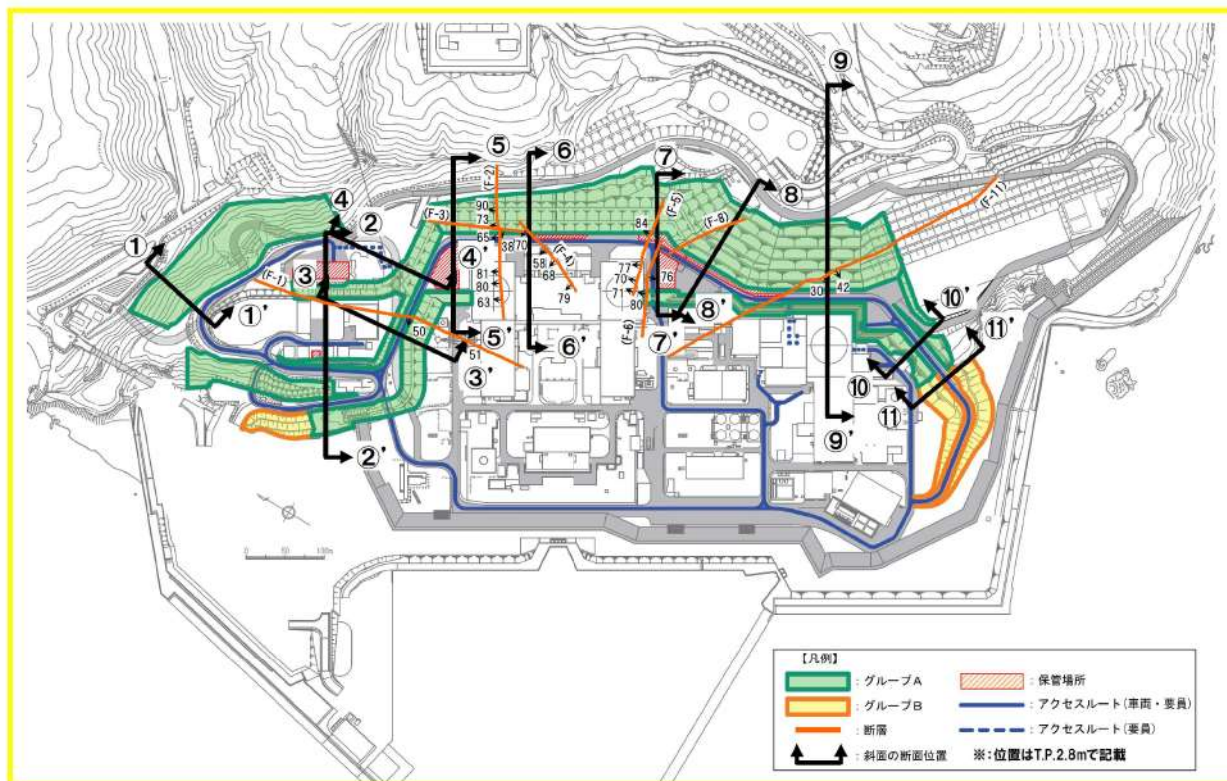 ⑨
⑤
⑥
(F-2)
⑦
⑧
(F-5)
(F-11)
④
②
(F-3)
90
73
84
(F-8)
①
65
38
70
(F-4)
④'
58
68
77
76
③
(F-1)
81
80
70
30
42
79
71
63
80
⑩'
①'
⑧'
⑪'
50
(F-6)
⑤'
⑦'
51
⑥'
③'
⑩
⑪
⑨'
②'
0 50 100m
【凡例】
:グループA
:保管場所
:グループB
:アクセスルート(車両・要員)
:断層
:アクセスルート(要員)
:斜面の断面位置
※:位置はT.P.2.8mで記載